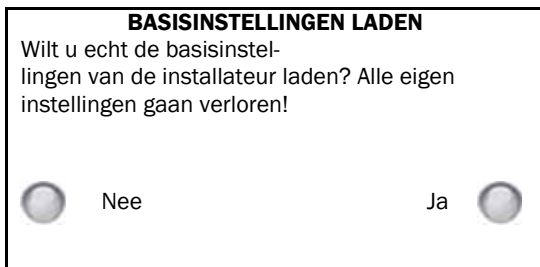 BASISINSTELLINGEN LADEN
Wilt u echt de basisinstel-
lingen van de installateur laden? Alle eigen
instellingen gaan verloren!
Nee Ja